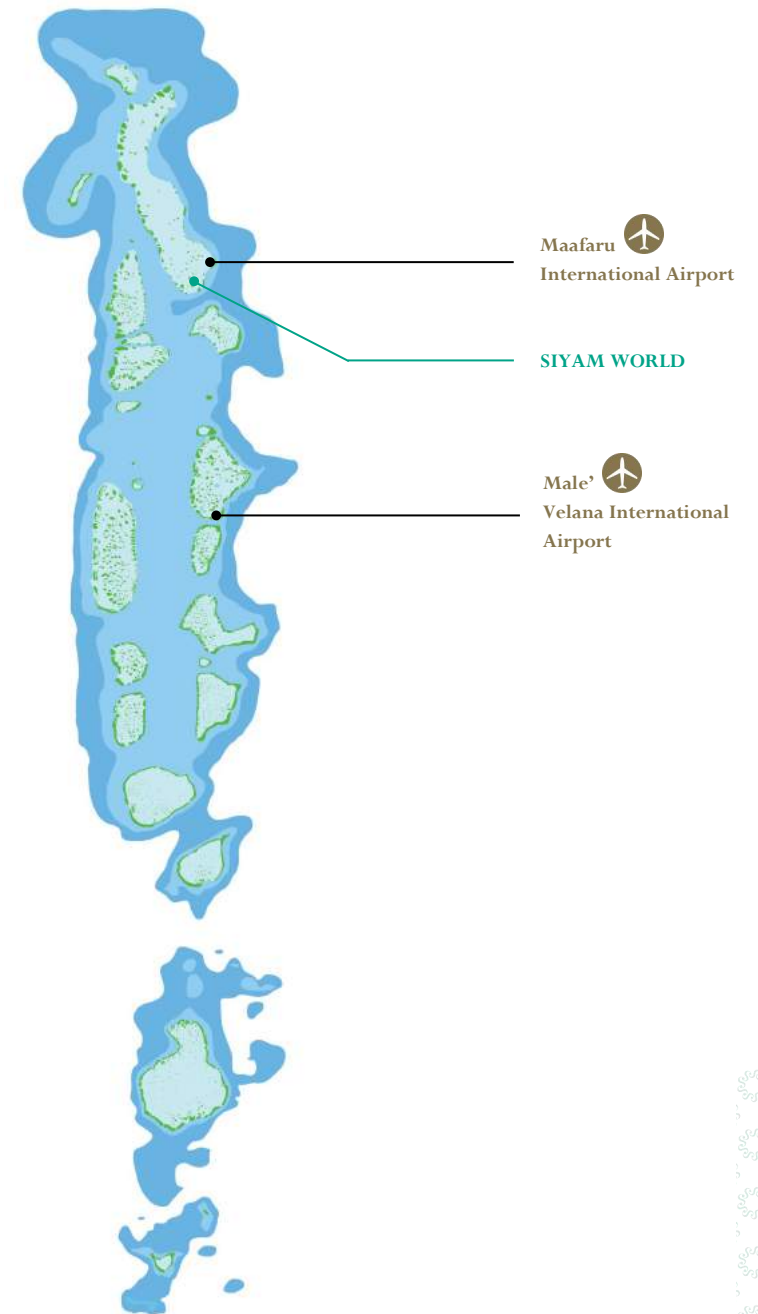 Maafaru
International Airport
SIYAM WORLD
Male’
Velana International
Airport